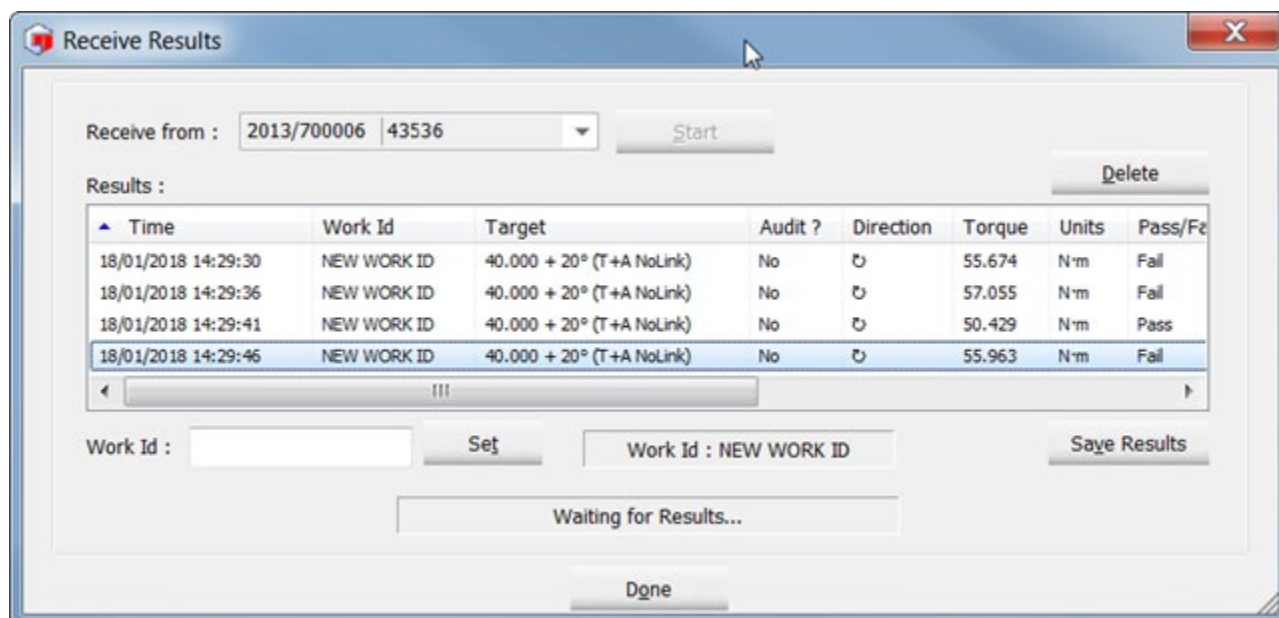 Receive Results
Receive from : 2013/700006 43536 Start
Delete
Results :
Time Work Id Target Audit ? Direction Torque Units Pass/Fa
18/01/2018 14:29:30 NEW WORK ID 40.000 + 20° (T+A NoLink) No ↻ 55.674 N·m Fail
18/01/2018 14:29:36 NEW WORK ID 40.000 + 20° (T+A NoLink) No ↻ 57.055 N·m Fail
18/01/2018 14:29:41 NEW WORK ID 40.000 + 20° (T+A NoLink) No ↻ 50.429 N·m Pass
18/01/2018 14:29:46 NEW WORK ID 40.000 + 20° (T+A NoLink) No ↻ 55.963 N·m Fail
Work Id : Set Work Id : NEW WORK ID Save Results
Waiting for Results...
Done